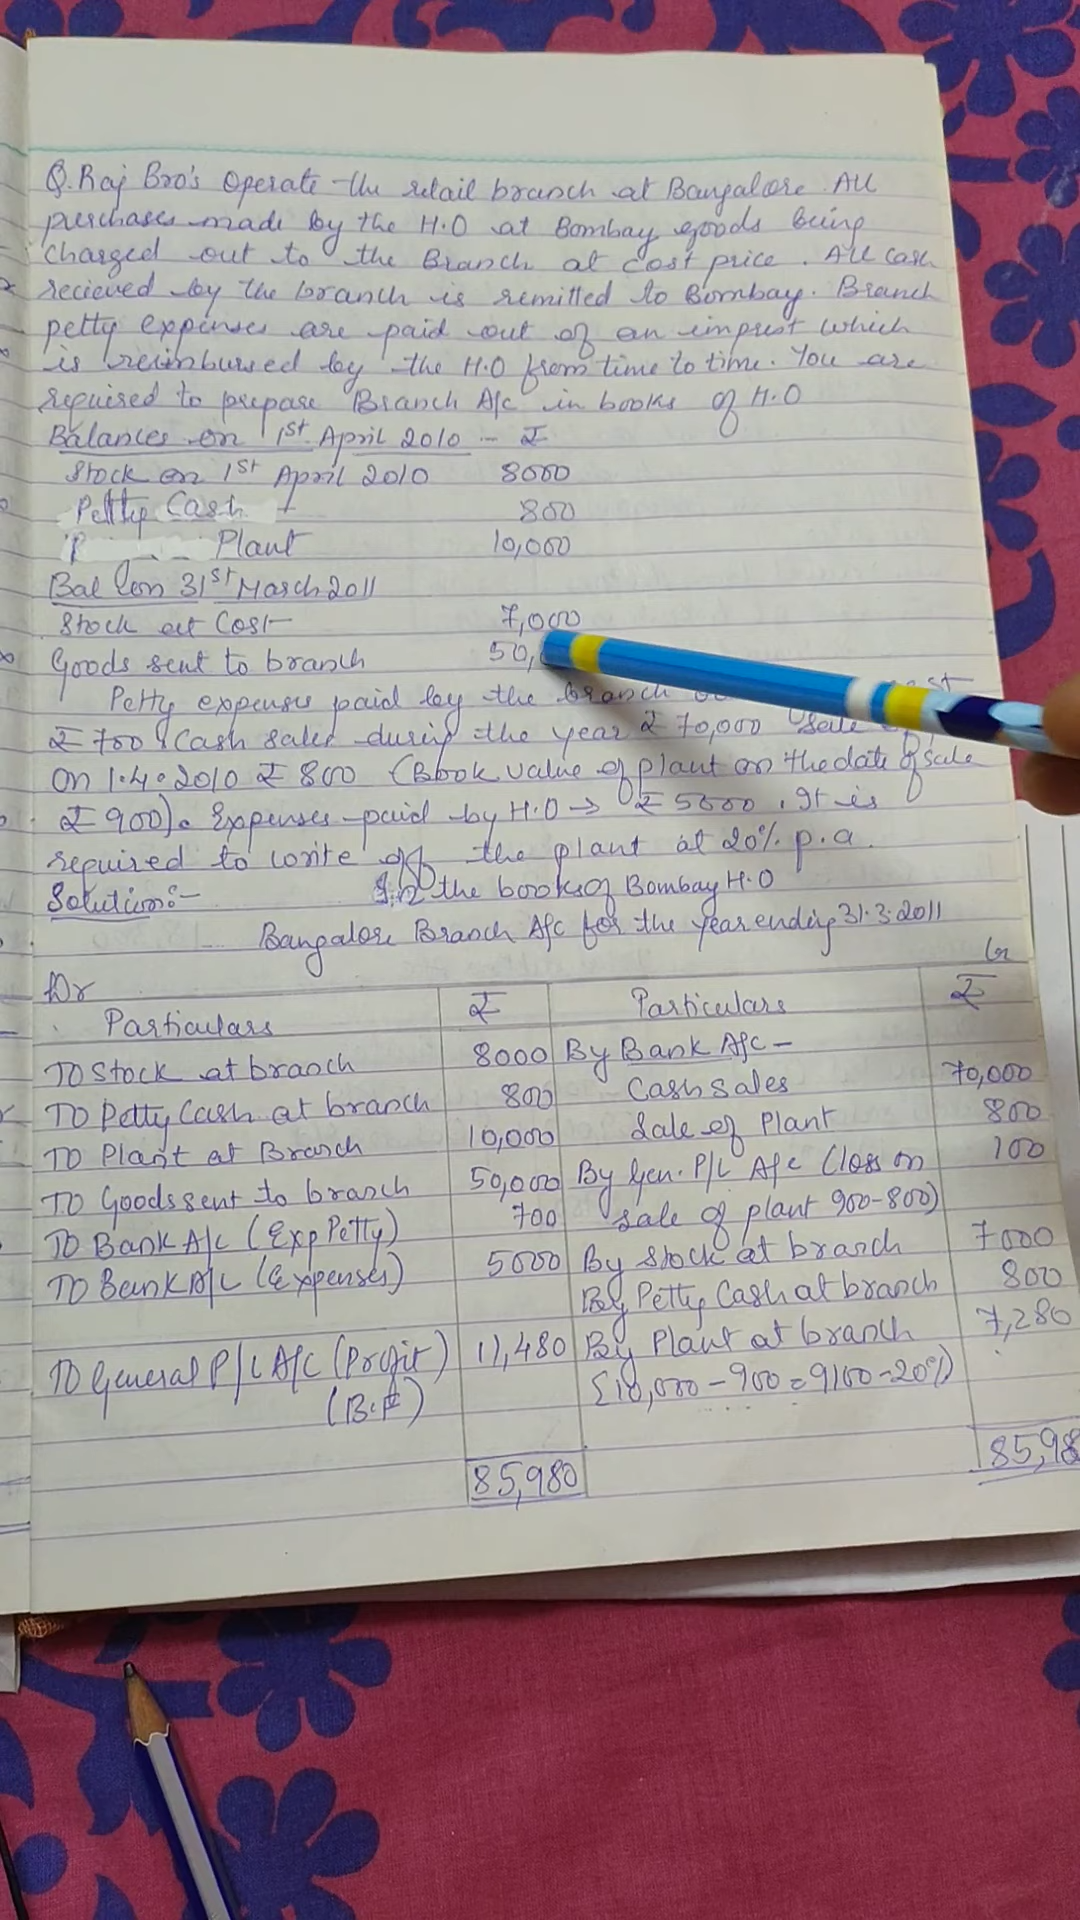 Q. Raj Bro's operate the retail branch at Bangalore. All
purchases made by the H.O at Bombay goods being
charged out to the Branch at cost price. All cash
recieved by the branch is remitted to Bombay. Branch
petty expenses are paid out of an imprest which
is reimbursed by the H.O from time to time. You are
required to prepare Branch A/c in books of H.O
Balances on 1st April 2010 - ₹
Stock on 1st April 2010 8000
Petty Cash 800
Plant 10,000
Bal on 31st March 2011
Stock at Cost 7,000
Goods sent to branch 50,
Petty expenses paid by the branch
₹ 700 Cash sales during the year ₹ 70,000 Sale
on 1.4.2010 ₹ 800 (Book value of plant on the date of sale
₹ 900). Expenses paid by H.O → ₹ 5000. It is
required to write off the plant at 20% p.a.
Solution:- In the books of Bombay H.O
Bangalore Branch A/c for the year ending 31.3.2011
Dr Cr
Particulars ₹ Particulars ₹
To Stock at branch 8000 By Bank A/c -
To Petty Cash at branch 800 Cash sales 70,000
To Plant at Branch 10,000 Sale of Plant 800
To Goods sent to branch 50,000 By Gen. P/L A/c (loss on 100
To Bank A/c (Exp Petty) 700 sale of plant 900-800)
To Bank A/c (Expenses) 5000 By Stock at branch 7000
By Petty Cash at branch 800
To General P/L A/c (Profit) 11,480 By Plant at branch 7,280
(B.F) {10,000 - 900 = 9100 - 20%)
85,980 85,98